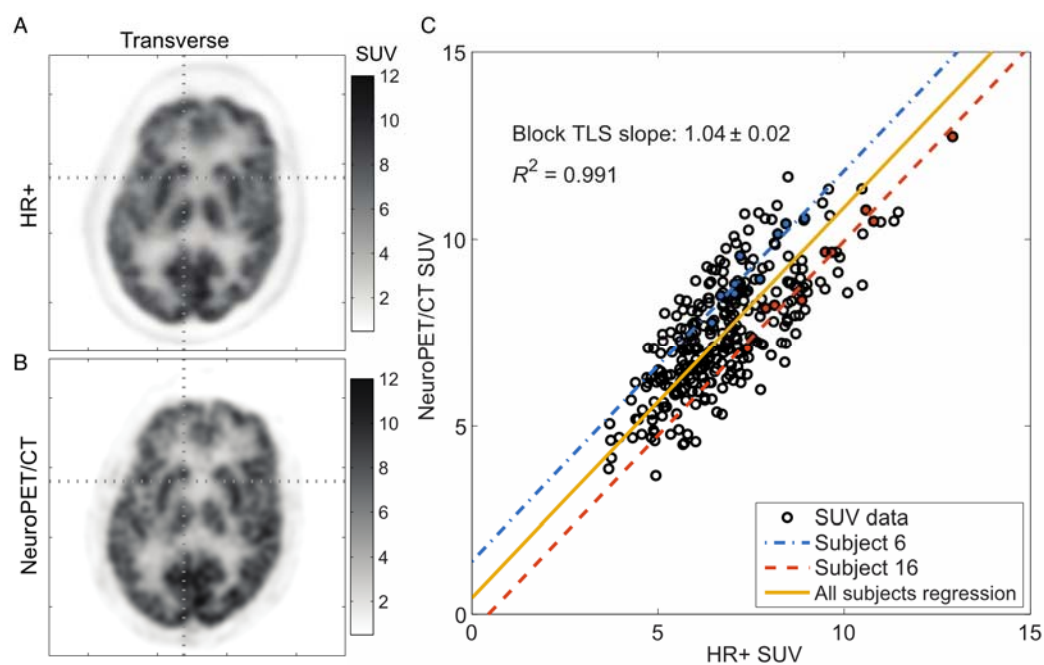 A
Transverse
SUV
HR+
12
10
8
6
4
2
B
NeuroPET/CT
12
10
8
6
4
2
C
15
10
5
0
NeuroPET/CT SUV
Block TLS slope: 1.04 ± 0.02
R² = 0.991
SUV data
Subject 6
Subject 16
All subjects regression
0 5 10 15
HR+ SUV